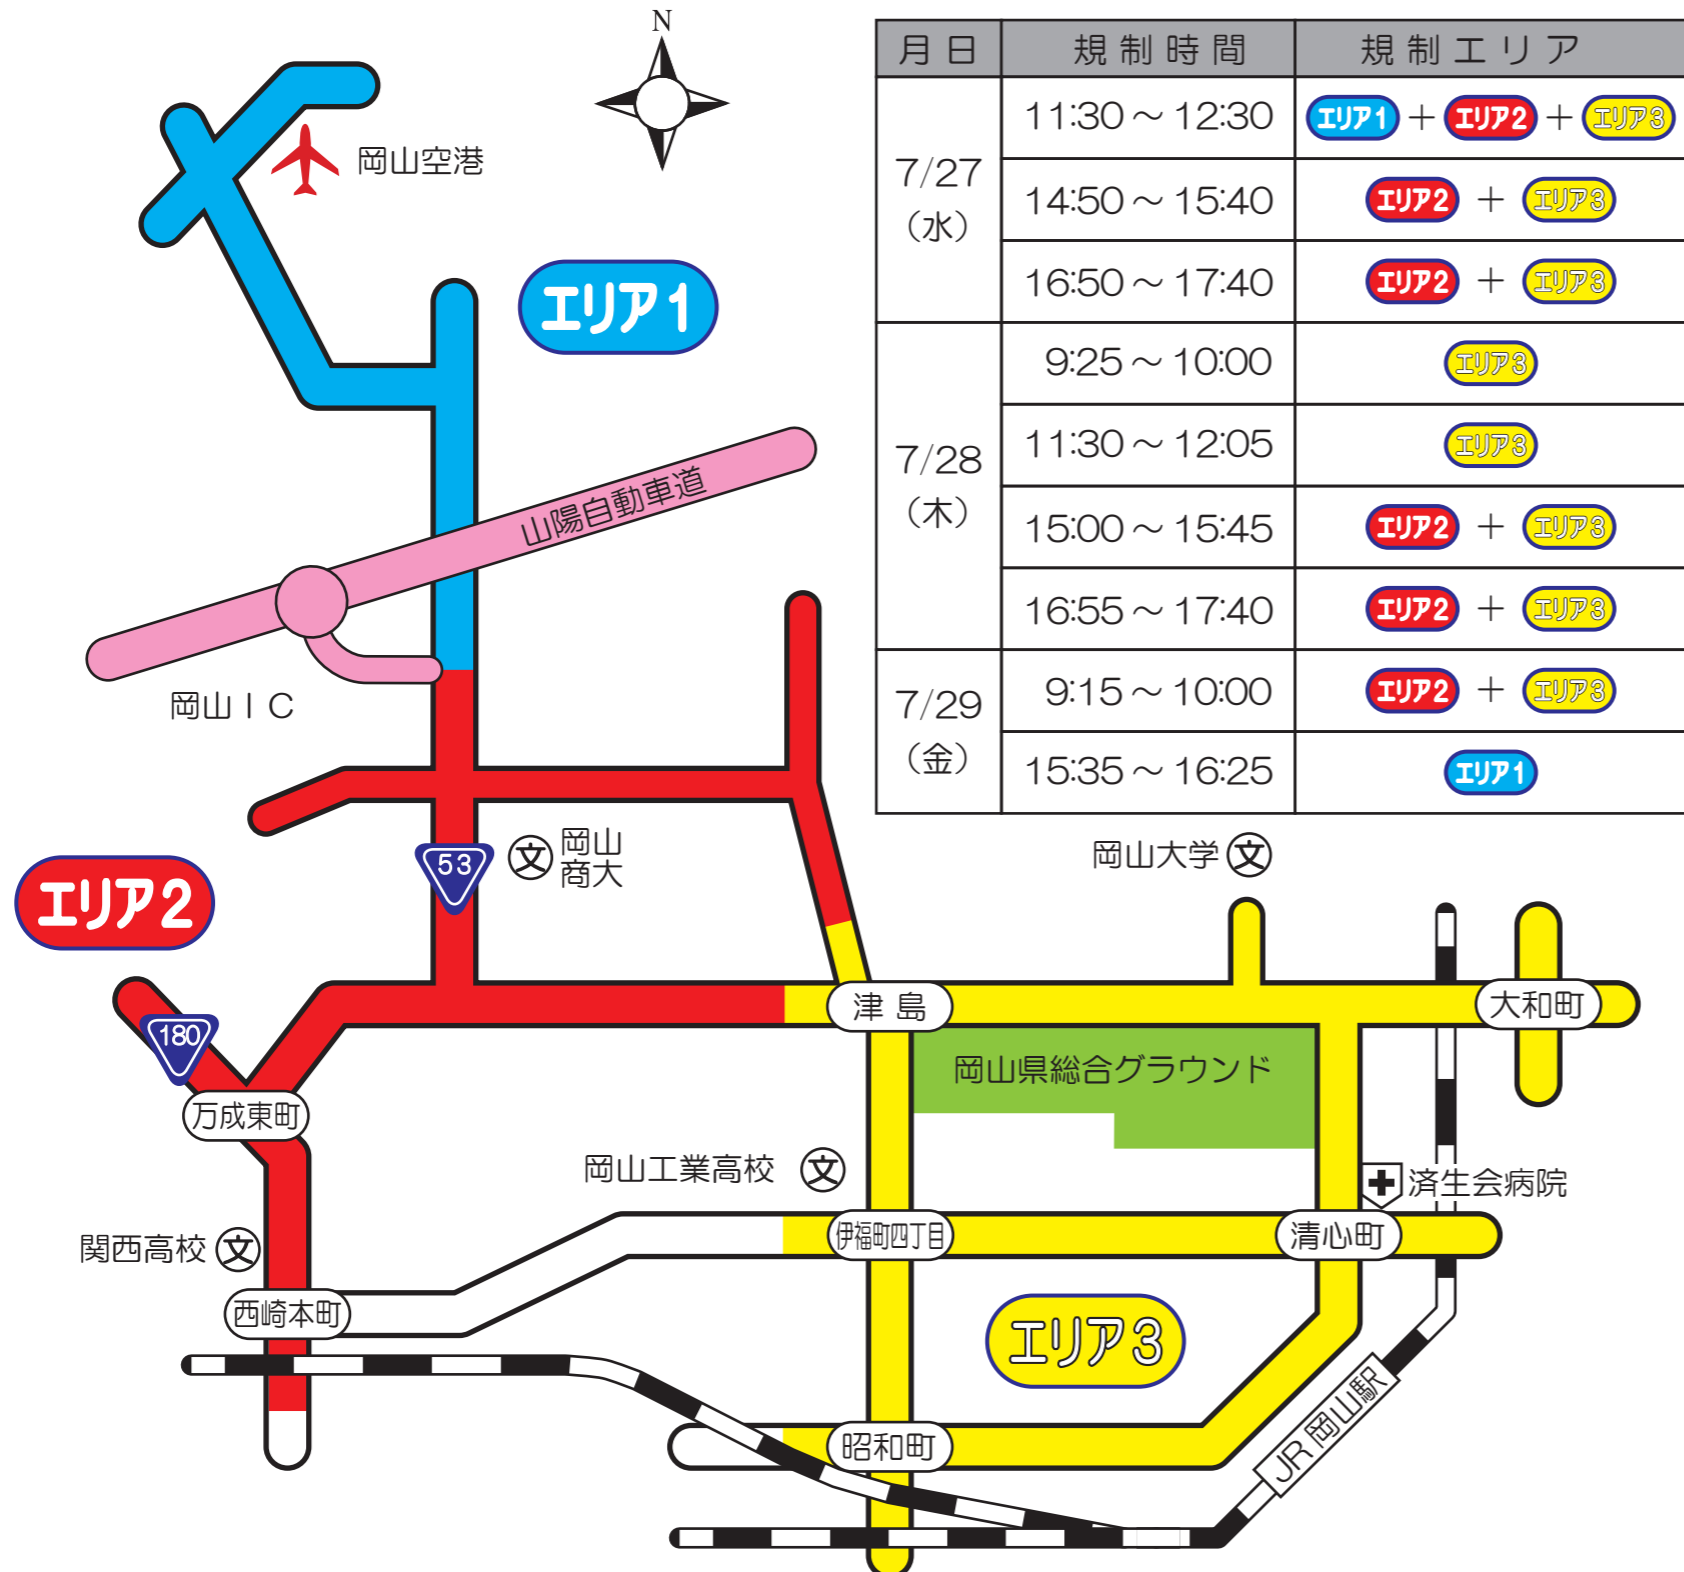 N
月日 規制時間 規制エリア
7/27
（水）
11:30～12:30 エリア1 + エリア2 + エリア3
14:50～15:40 エリア2 + エリア3
16:50～17:40 エリア2 + エリア3
7/28
（木）
9:25～10:00 エリア3
11:30～12:05 エリア3
15:00～15:45 エリア2 + エリア3
16:55～17:40 エリア2 + エリア3
7/29
（金）
9:15～10:00 エリア2 + エリア3
15:35～16:25 エリア1
岡山空港
エリア1
山陽自動車道
岡山IC
53
文
岡山
商大
岡山大学 文
エリア2
180
津島
大和町
岡山県総合グラウンド
万成東町
岡山工業高校 文
済生会病院
関西高校 文
伊福町四丁目
清心町
西崎本町
エリア3
昭和町
JR岡山駅